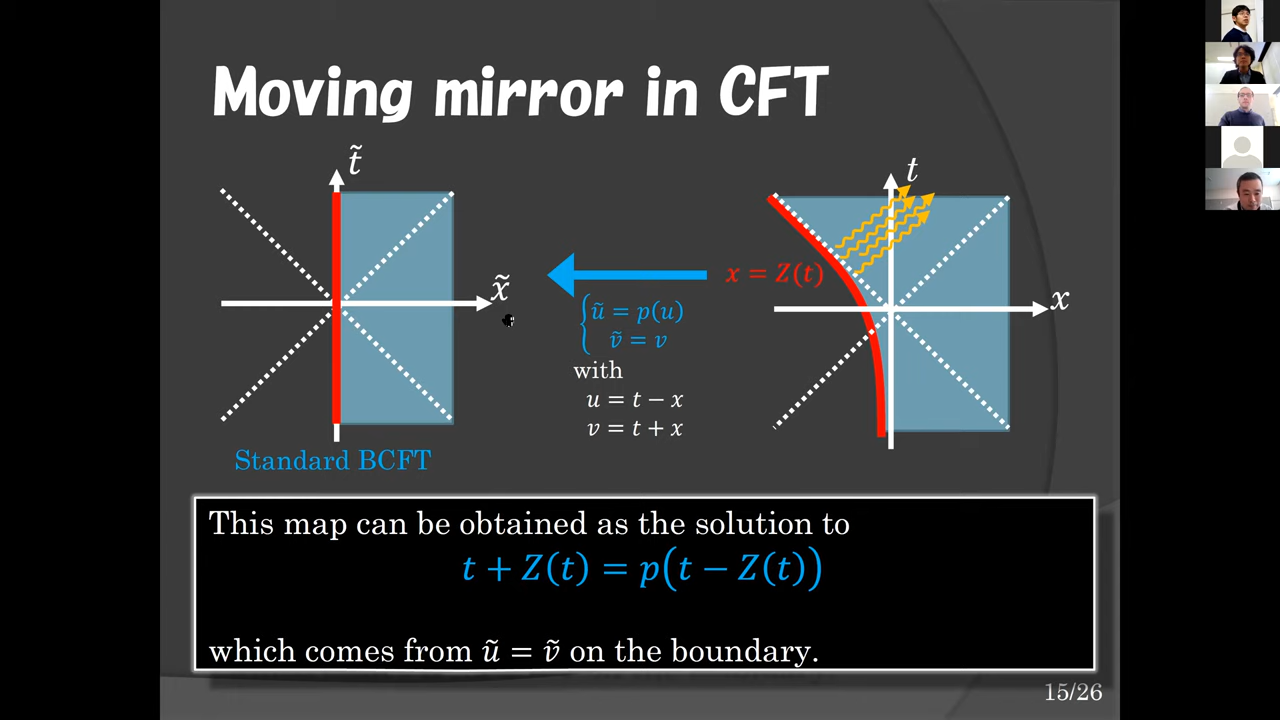 Moving mirror in CFT
t̃
x̃
Standard BCFT
x = Z(t)
{ũ = p(u)
ṽ = v
with
u = t − x
v = t + x
t
x
This map can be obtained as the solution to
t + Z(t) = p(t − Z(t))
which comes from ũ = ṽ on the boundary.
15/26